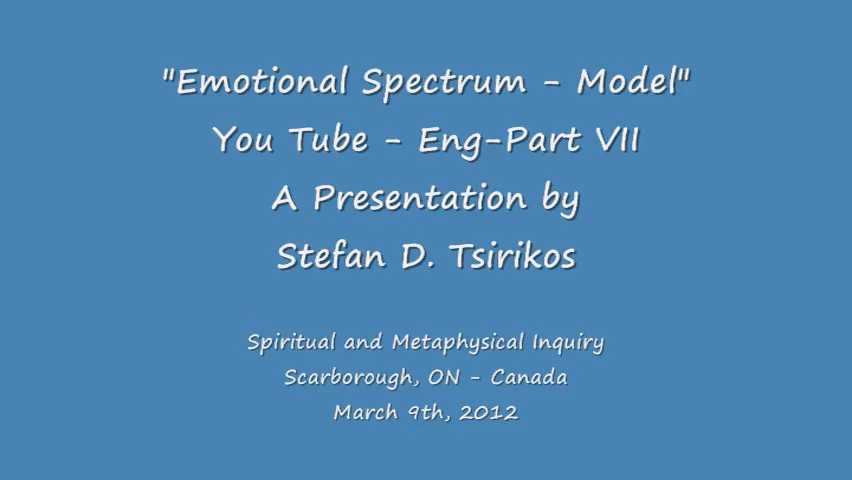 "Emotional Spectrum - Model"
You Tube - Eng-Part VII
A Presentation by
Stefan D. Tsirikos
Spiritual and Metaphysical Inquiry
Scarborough, ON - Canada
March 9th, 2012